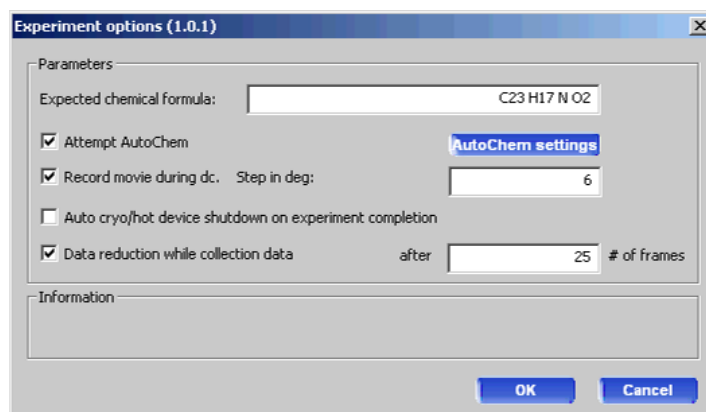 Experiment options (1.0.1)
Parameters
Expected chemical formula: C23 H17 N O2
Attempt AutoChem AutoChem settings
Record movie during dc. Step in deg: 6
Auto cryo/hot device shutdown on experiment completion
Data reduction while collection data after 25 # of frames
Information
OK Cancel